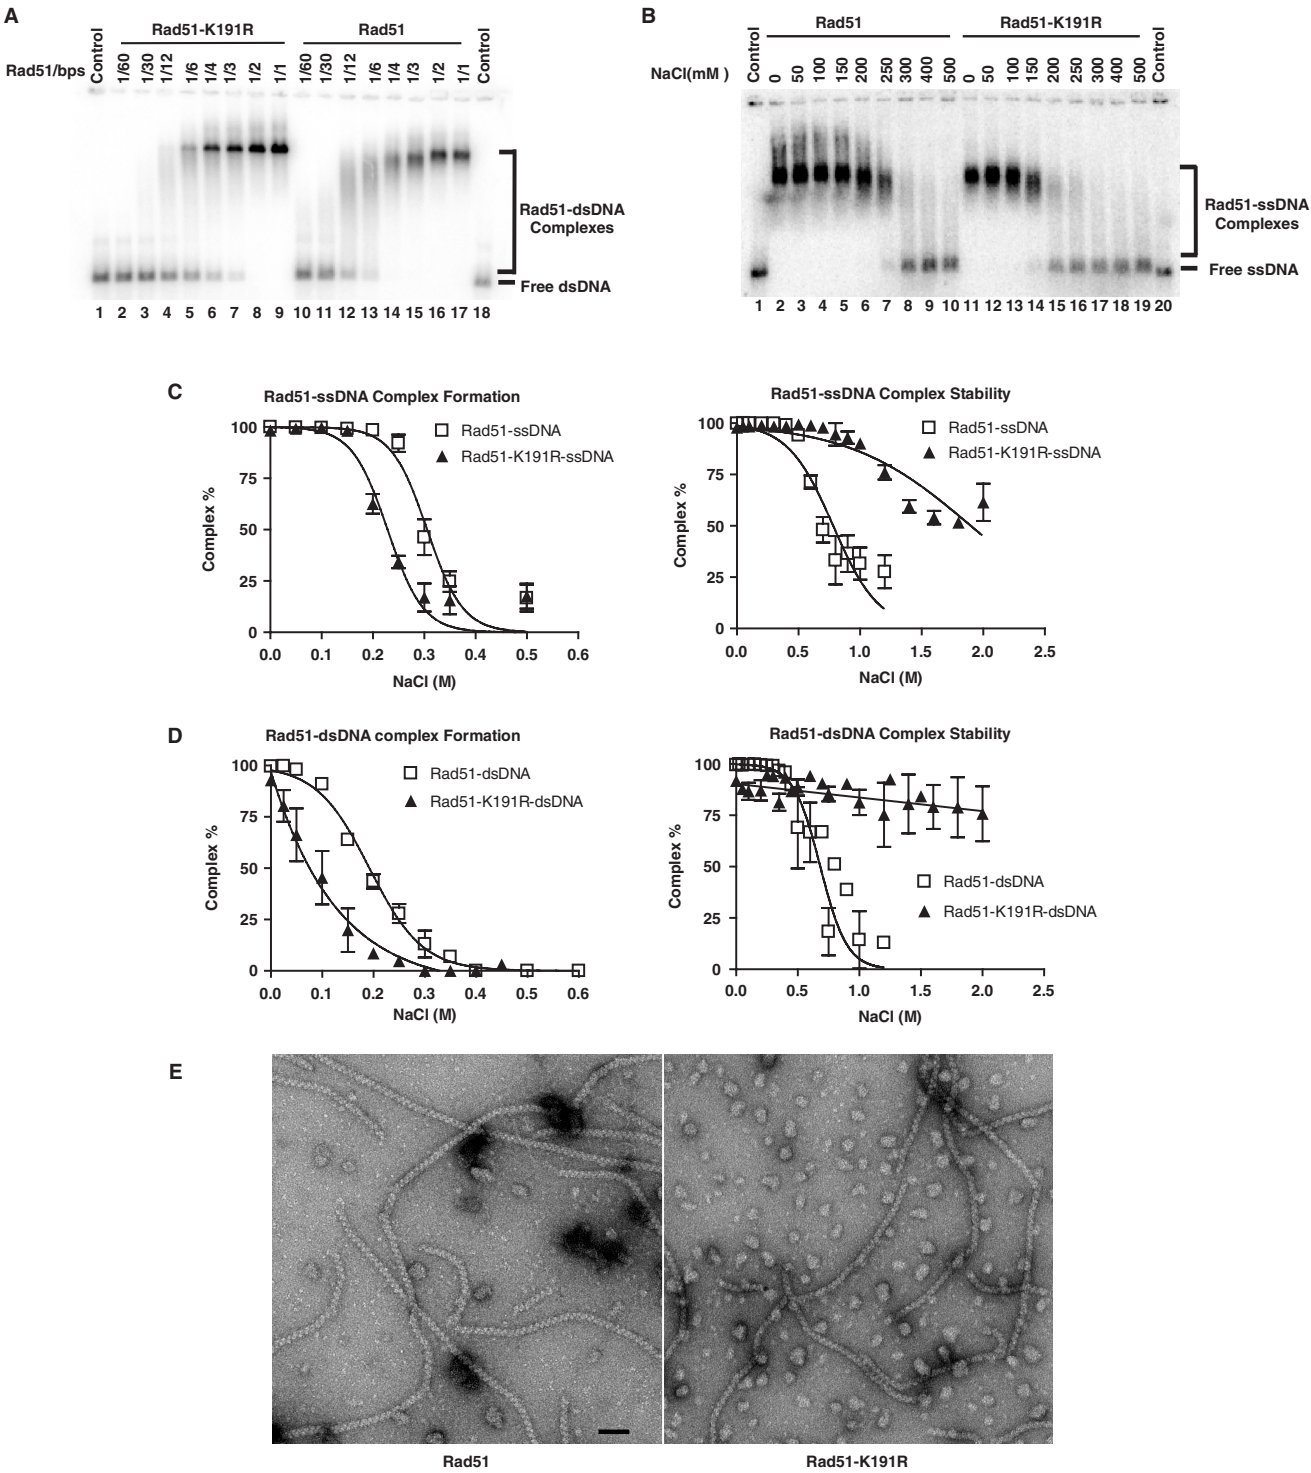 A
Rad51-K191R
Rad51
Rad51/bps
Control 1/60 1/30 1/12 1/6 1/4 1/3 1/2 1/1 1/60 1/30 1/12 1/6 1/4 1/3 1/2 1/1 Control
Rad51-dsDNA
Complexes
Free dsDNA
1 2 3 4 5 6 7 8 9 10 11 12 13 14 15 16 17 18
B
Rad51
Rad51-K191R
NaCl(mM )
Control 0 50 100 150 200 250 300 400 500 0 50 100 150 200 250 300 400 500 Control
Rad51-ssDNA
Complexes
Free ssDNA
1 2 3 4 5 6 7 8 9 10 11 12 13 14 15 16 17 18 19 20
C
Rad51-ssDNA Complex Formation
Rad51-ssDNA
Rad51-K191R-ssDNA
Complex %
100
75
50
25
0
0.0 0.1 0.2 0.3 0.4 0.5 0.6
NaCl (M)
Rad51-ssDNA Complex Stability
Rad51-ssDNA
Rad51-K191R-ssDNA
Complex %
100
75
50
25
0
0.0 0.5 1.0 1.5 2.0 2.5
NaCl (M)
D
Rad51-dsDNA complex Formation
Rad51-dsDNA
Rad51-K191R-dsDNA
Complex %
100
75
50
25
0
0.0 0.1 0.2 0.3 0.4 0.5 0.6
NaCl (M)
Rad51-dsDNA Complex Stability
Rad51-dsDNA
Rad51-K191R-dsDNA
Complex %
100
75
50
25
0
0.0 0.5 1.0 1.5 2.0 2.5
NaCl (M)
E
Rad51
Rad51-K191R